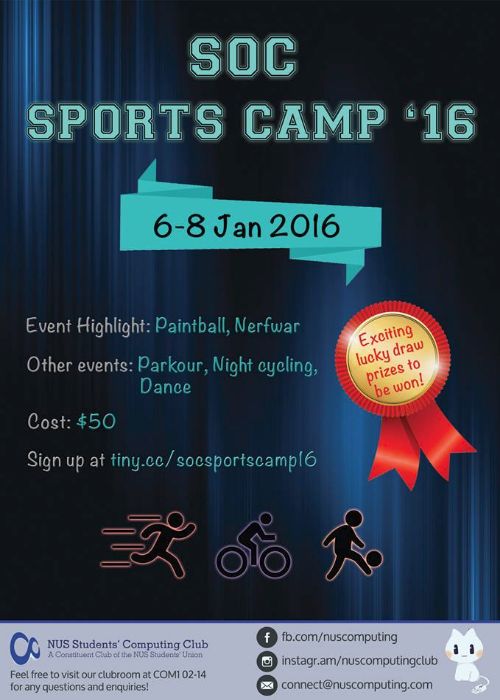 SOC
SPORTS CAMP ‘16
6-8 Jan 2016
Event Highlight: Paintball, Nerfwar
Other events: Parkour, Night cycling,
Dance
Cost: $50
Sign up at tiny.cc/socsportscamp16
Exciting
lucky draw
prizes to
be won!
NUS Students' Computing Club
A Constituent Club of the NUS Students' Union
Feel free to visit our clubroom at COM1 02-14
for any questions and enquiries!
fb.com/nuscomputing
instagr.am/nuscomputingclub
connect@nuscomputing.com